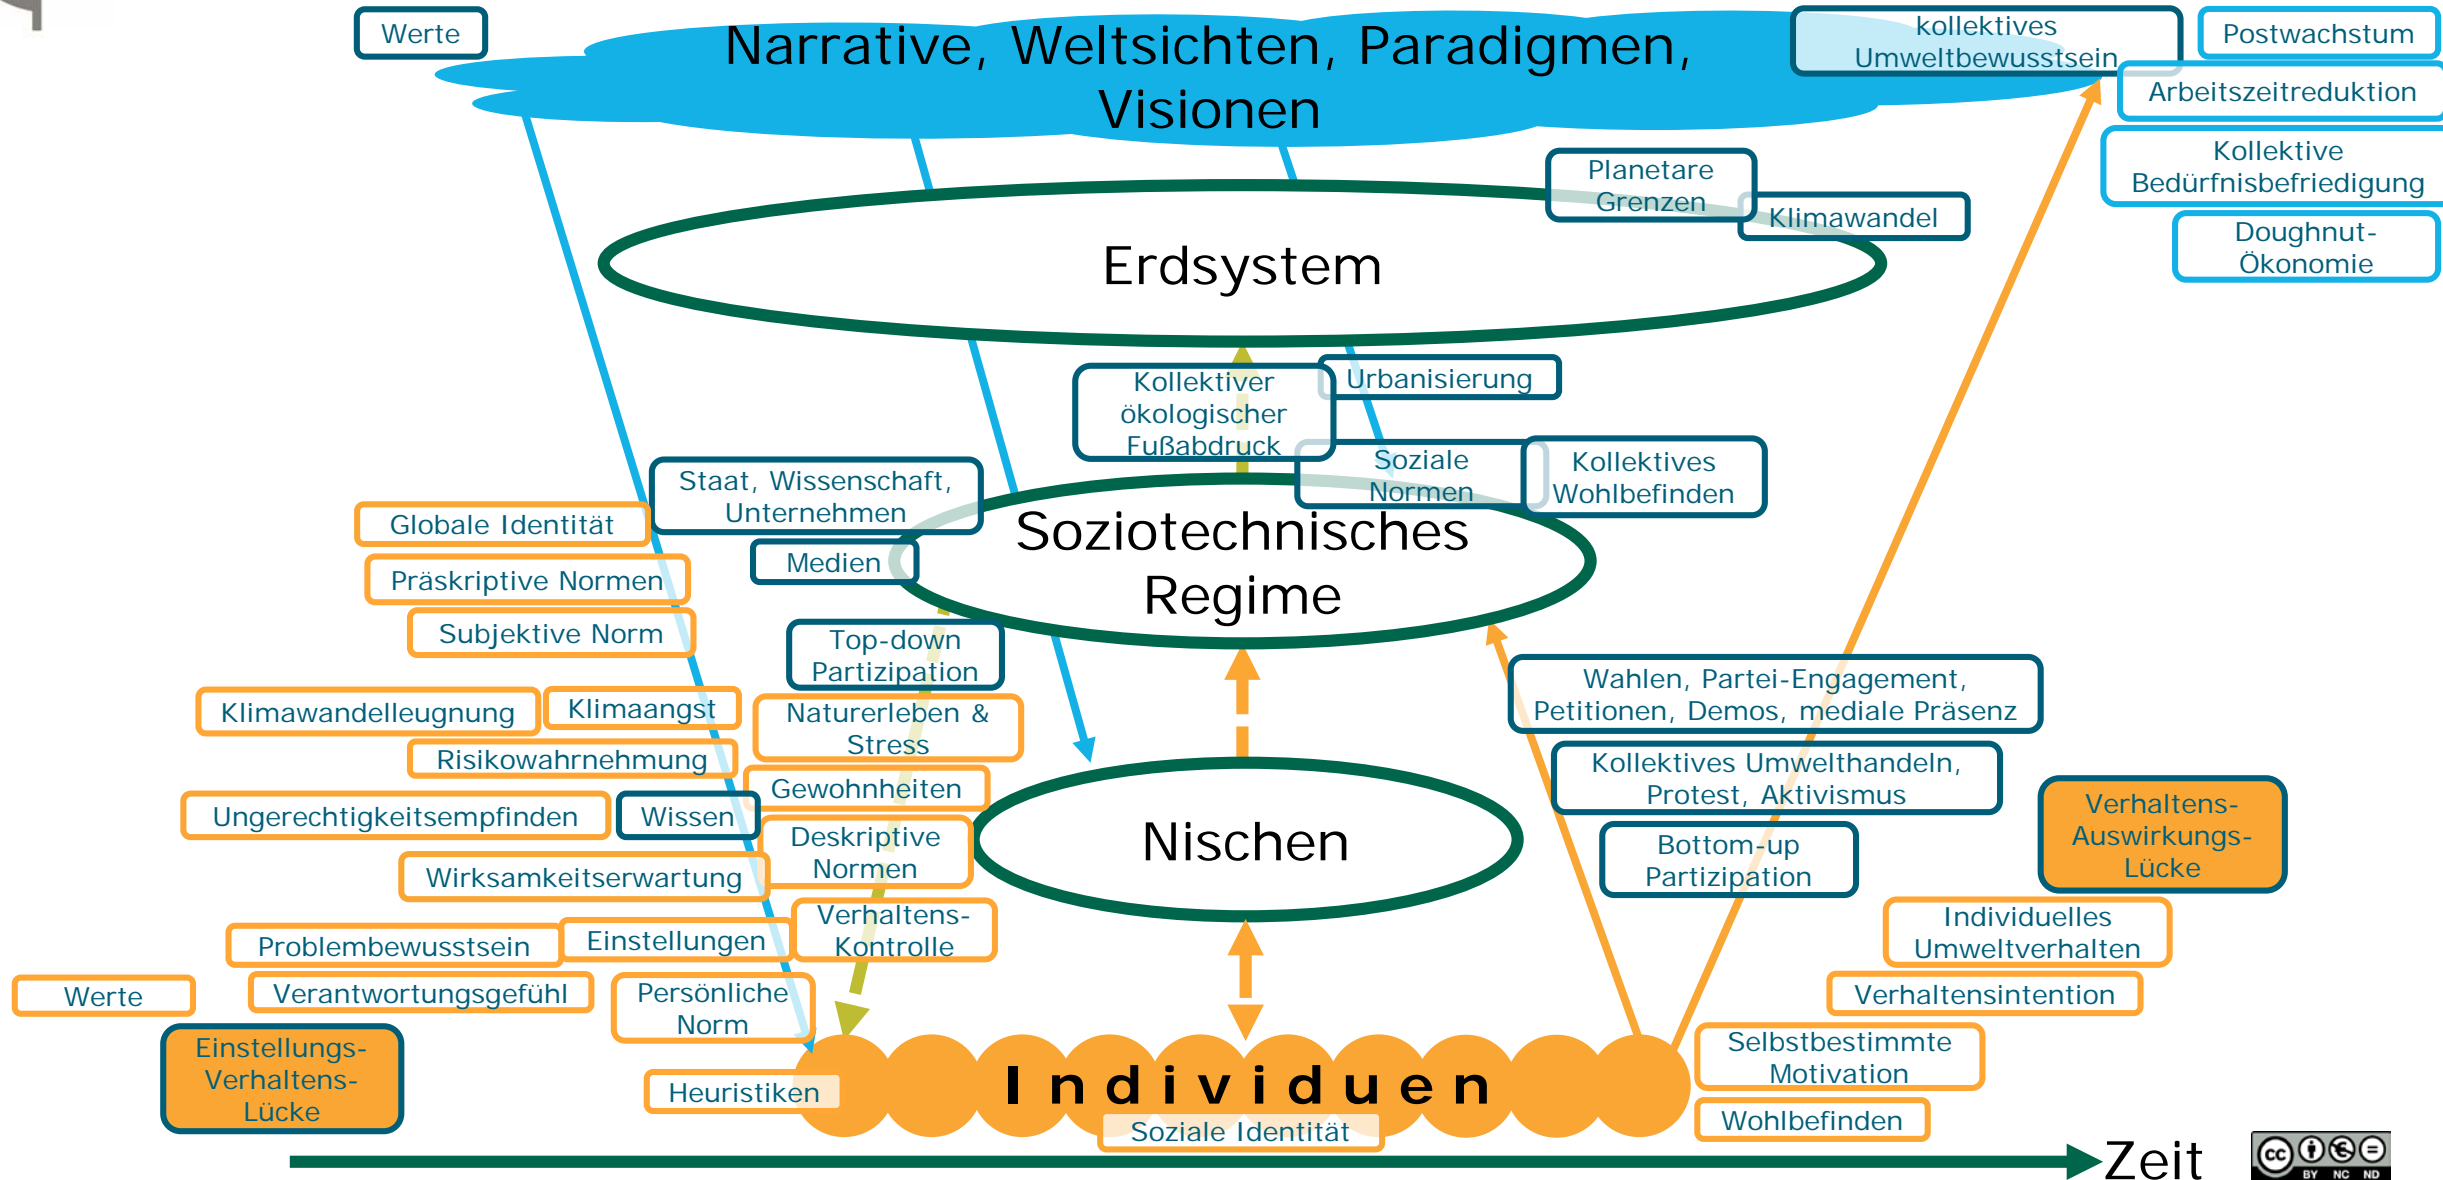 Werte
Narrative, Weltsichten, Paradigmen,
Visionen
kollektives
Umweltbewusstsein
Postwachstum
Arbeitszeitreduktion
Kollektive
Bedürfnisbefriedigung
Doughnut-
Ökonomie
Planetare
Grenzen
Klimawandel
Erdsystem
Kollektiver
ökologischer
Fußabdruck
Urbanisierung
Soziale
Normen
Kollektives
Wohlbefinden
Staat, Wissenschaft,
Unternehmen
Medien
Soziotechnisches
Regime
Globale Identität
Präskriptive Normen
Subjektive Norm
Top-down
Partizipation
Klimawandelleugnung
Klimaangst
Naturerleben &
Stress
Risikowahrnehmung
Gewohnheiten
Ungerechtigkeitsempfinden
Wissen
Deskriptive
Normen
Wirksamkeitserwartung
Nischen
Wahlen, Partei-Engagement,
Petitionen, Demos, mediale Präsenz
Kollektives Umwelthandeln,
Protest, Aktivismus
Bottom-up
Partizipation
Verhaltens-
Auswirkungs-
Lücke
Verhaltens-
Kontrolle
Problembewusstsein
Einstellungen
Individuelles
Umweltverhalten
Werte
Verantwortungsgefühl
Persönliche
Norm
Verhaltensintention
Einstellungs-
Verhaltens-
Lücke
Heuristiken
Individuen
Soziale Identität
Selbstbestimmte
Motivation
Wohlbefinden
Zeit
cc
BY NC ND